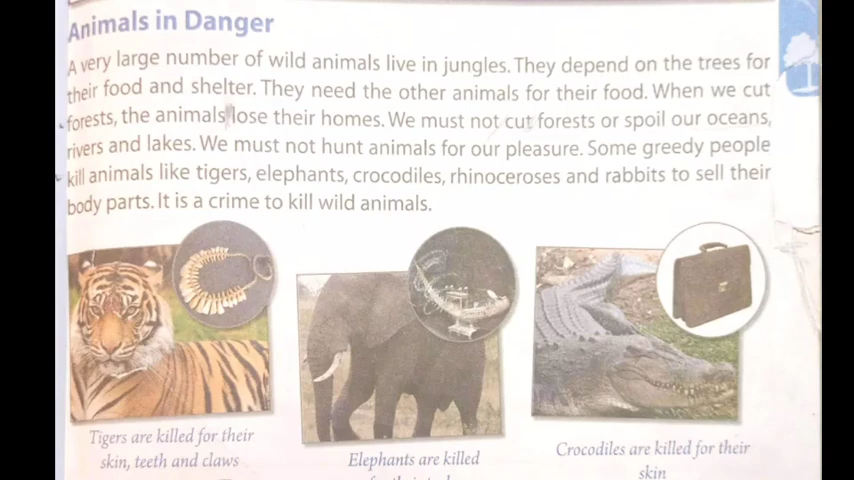 Animals in Danger
A very large number of wild animals live in jungles. They depend on the trees for
their food and shelter. They need the other animals for their food. When we cut
forests, the animals lose their homes. We must not cut forests or spoil our oceans,
rivers and lakes. We must not hunt animals for our pleasure. Some greedy people
kill animals like tigers, elephants, crocodiles, rhinoceroses and rabbits to sell their
body parts. It is a crime to kill wild animals.
Tigers are killed for their
skin, teeth and claws
Elephants are killed
Crocodiles are killed for their
skin